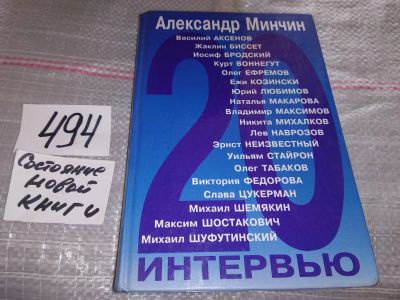 Александр Минчин
Василий АКСЕНОВ
Жаклин БИССЕТ
Иосиф БРОДСКИЙ
Курт ВОННЕГУТ
Олег ЕФРЕМОВ
Ежи КОЗИНСКИ
Юрий ЛЮБИМОВ
Наталья МАКАРОВА
Владимир МАКСИМОВ
Никита МИХАЛКОВ
Лев НАВРОЗОВ
Эрнст НЕИЗВЕСТНЫЙ
Уильям СТАЙРОН
Олег ТАБАКОВ
Виктория ФЕДОРОВА
Слава ЦУКЕРМАН
Михаил ШЕМЯКИН
Максим ШОСТАКОВИЧ
Михаил ШУФУТИНСКИЙ
20
ИНТЕРВЬЮ
494
Состояние
новой
книги